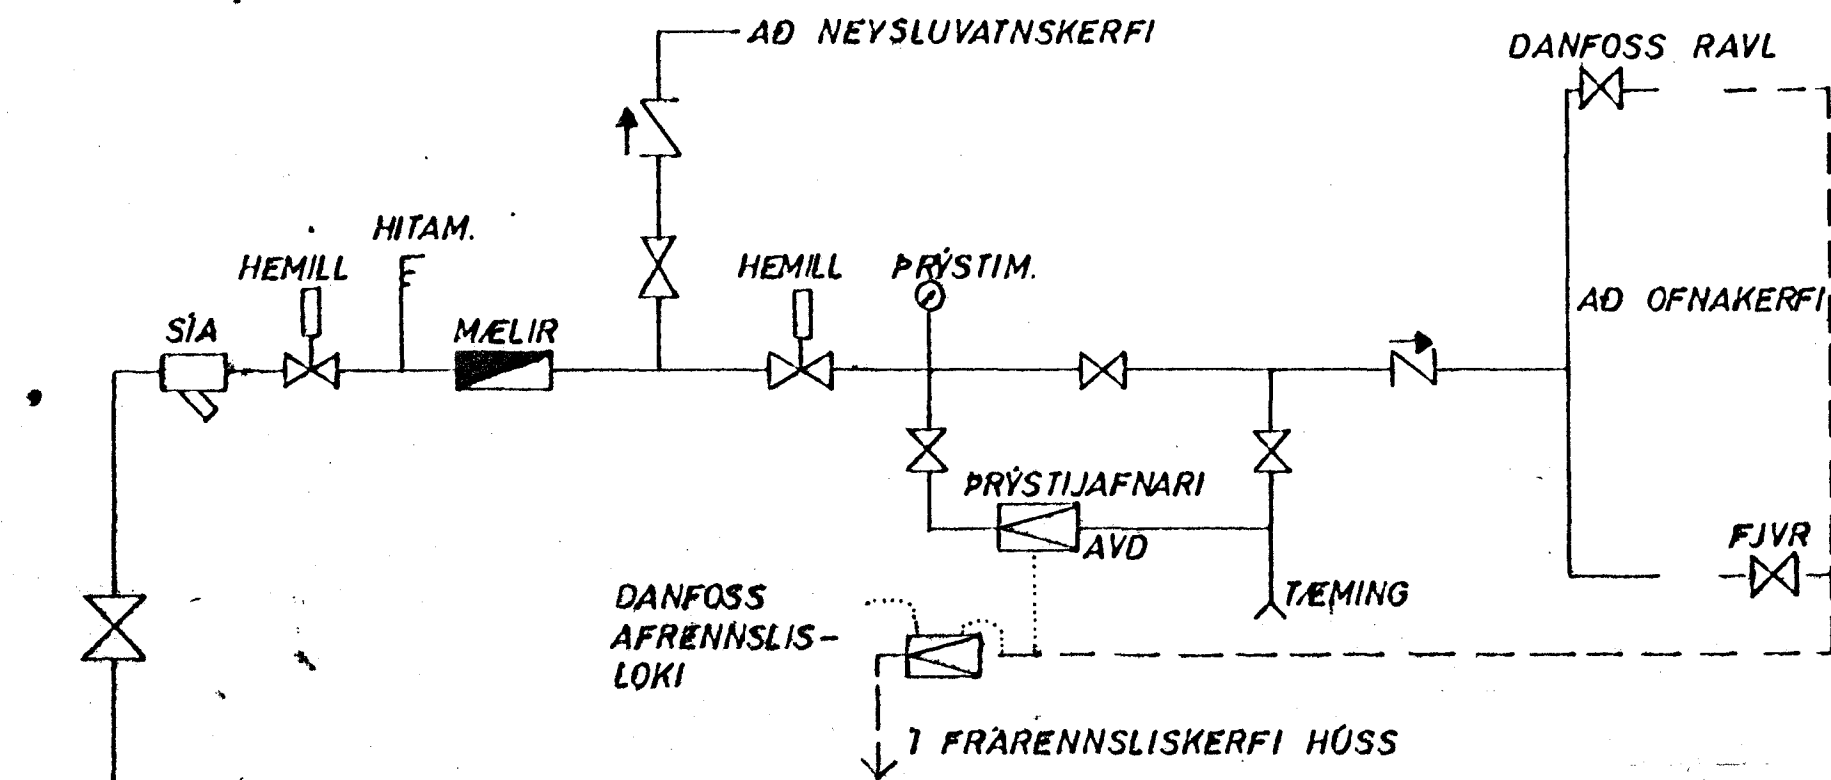 AÐ NEYSLUVATNSKERFI
DANFOSS RAVL
HITAM.
HEMILL
HEMILL
ÞRÝSTIM.
AÐ OFNAKERFI
SÍA
MÆLIR
ÞRÝSTIJAFNARI
AVD
FJVR
DANFOSS
AFRENNSLIS-
LOKI
TÆMING
Í FRÁRENNSLISKERFI HÚSS